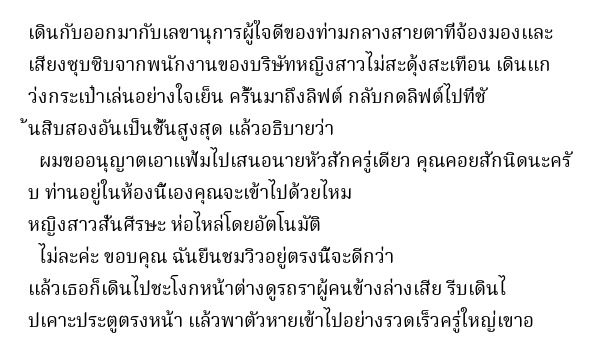 เดินกับออกมากับเลขานุการผู้ใจดีของท่ามกลางสายตาที่จ้องมองและ
เสียงซุบซิบจากพนักงานของบริษัทหญิงสาวไม่สะดุ้งสะเทือน เดินแก
ว่งกระเป๋าเล่นอย่างใจเย็น ครั้นมาถึงลิฟต์ กลับกดลิฟต์ไปที่ชั
้นสิบสองอันเป็นชั้นสูงสุด แล้วอธิบายว่า
ผมขออนุญาตเอาแฟ้มไปเสนอนายหัวสักครู่เดียว คุณคอยสักนิดนะครั
บ ท่านอยู่ในห้องนี้เองคุณจะเข้าไปด้วยไหม
หญิงสาวสั่นศีรษะ ห่อไหล่โดยอัตโนมัติ
ไม่ละค่ะ ขอบคุณ ฉันยืนชมวิวอยู่ตรงนี้จะดีกว่า
แล้วเธอก็เดินไปชะโงกหน้าต่างดูรถราผู้คนข้างล่างเสีย รีบเดินไ
ปเคาะประตูตรงหน้า แล้วพาตัวหายเข้าไปอย่างรวดเร็วครู่ใหญ่เขาอ